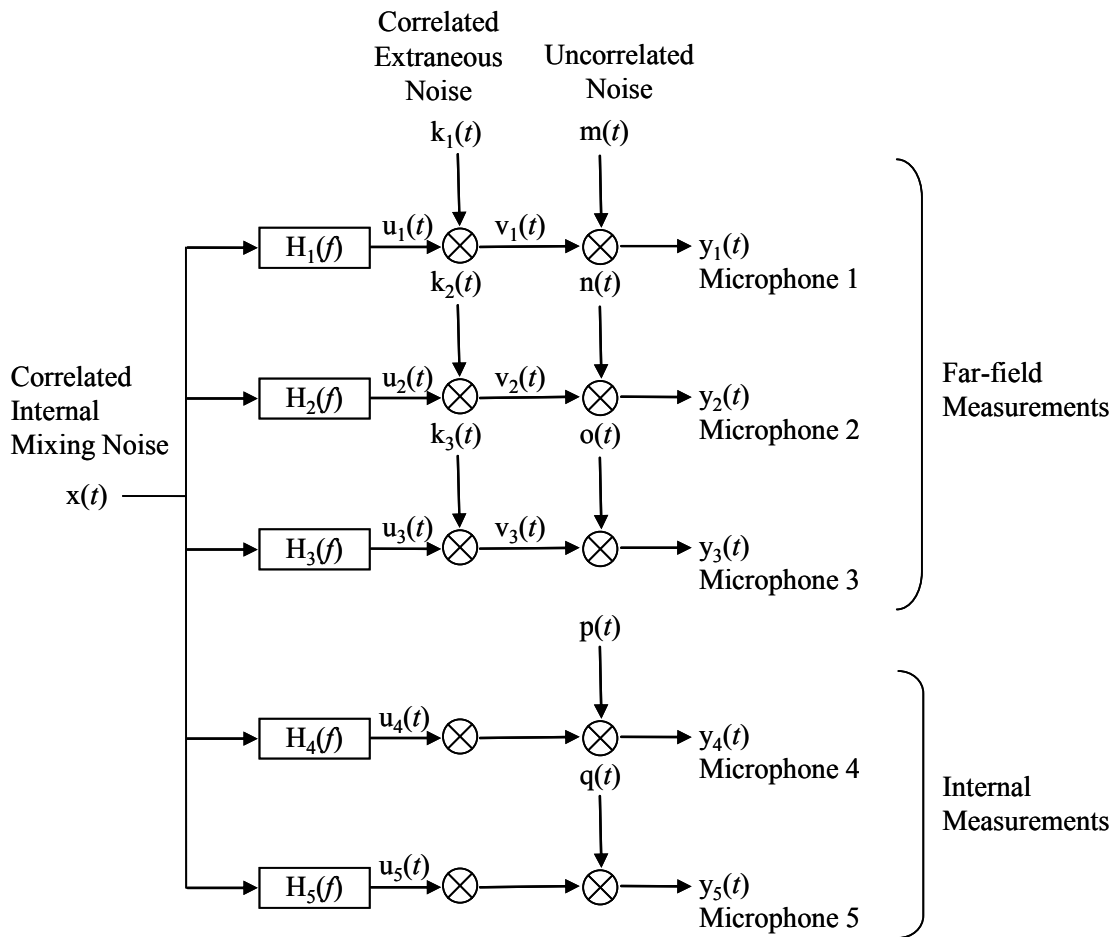 Correlated
Extraneous
Noise
Uncorrelated
Noise
k₁(t)
m(t)
H₁(f)
u₁(t)
v₁(t)
y₁(t)
Microphone 1
k₂(t)
n(t)
H₂(f)
u₂(t)
v₂(t)
y₂(t)
Microphone 2
k₃(t)
o(t)
Correlated
Internal
Mixing Noise
x(t)
H₃(f)
u₃(t)
v₃(t)
y₃(t)
Microphone 3
Far-field
Measurements
p(t)
H₄(f)
u₄(t)
y₄(t)
Microphone 4
q(t)
H₅(f)
u₅(t)
y₅(t)
Microphone 5
Internal
Measurements